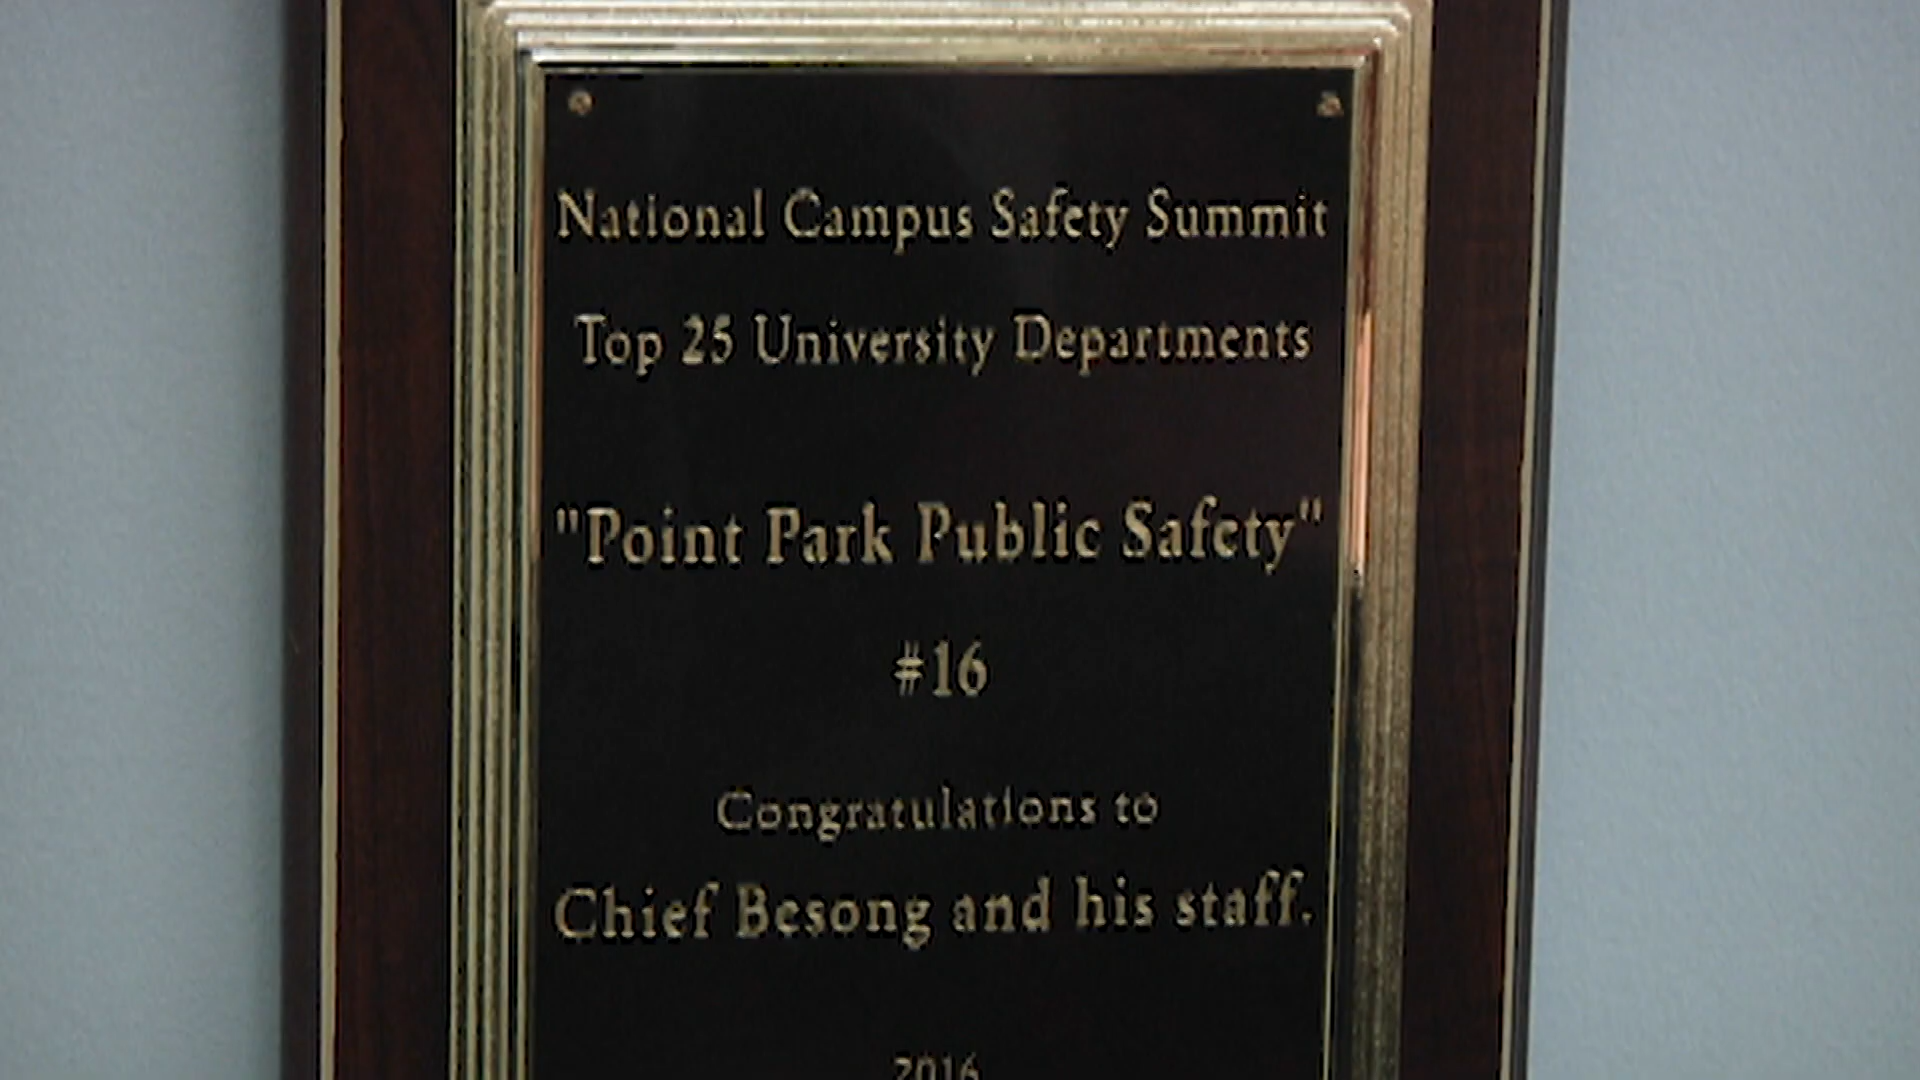 National Campus Safety Summit
Top 25 University Departments
"Point Park Public Safety"
#16
Congratulations to
Chief Besong and his staff.
2016